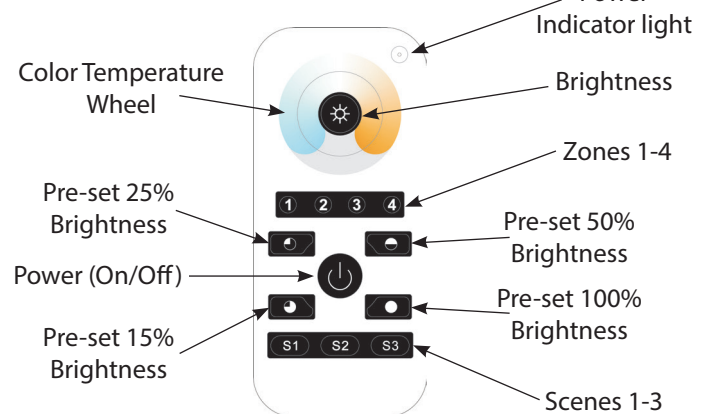 Indicator light
Color Temperature
Wheel
Brightness
Zones 1-4
1 2 3 4
Pre-set 25%
Brightness
Pre-set 50%
Brightness
Power (On/Off)
Pre-set 100%
Brightness
Pre-set 15%
Brightness
S1 S2 S3
Scenes 1-3